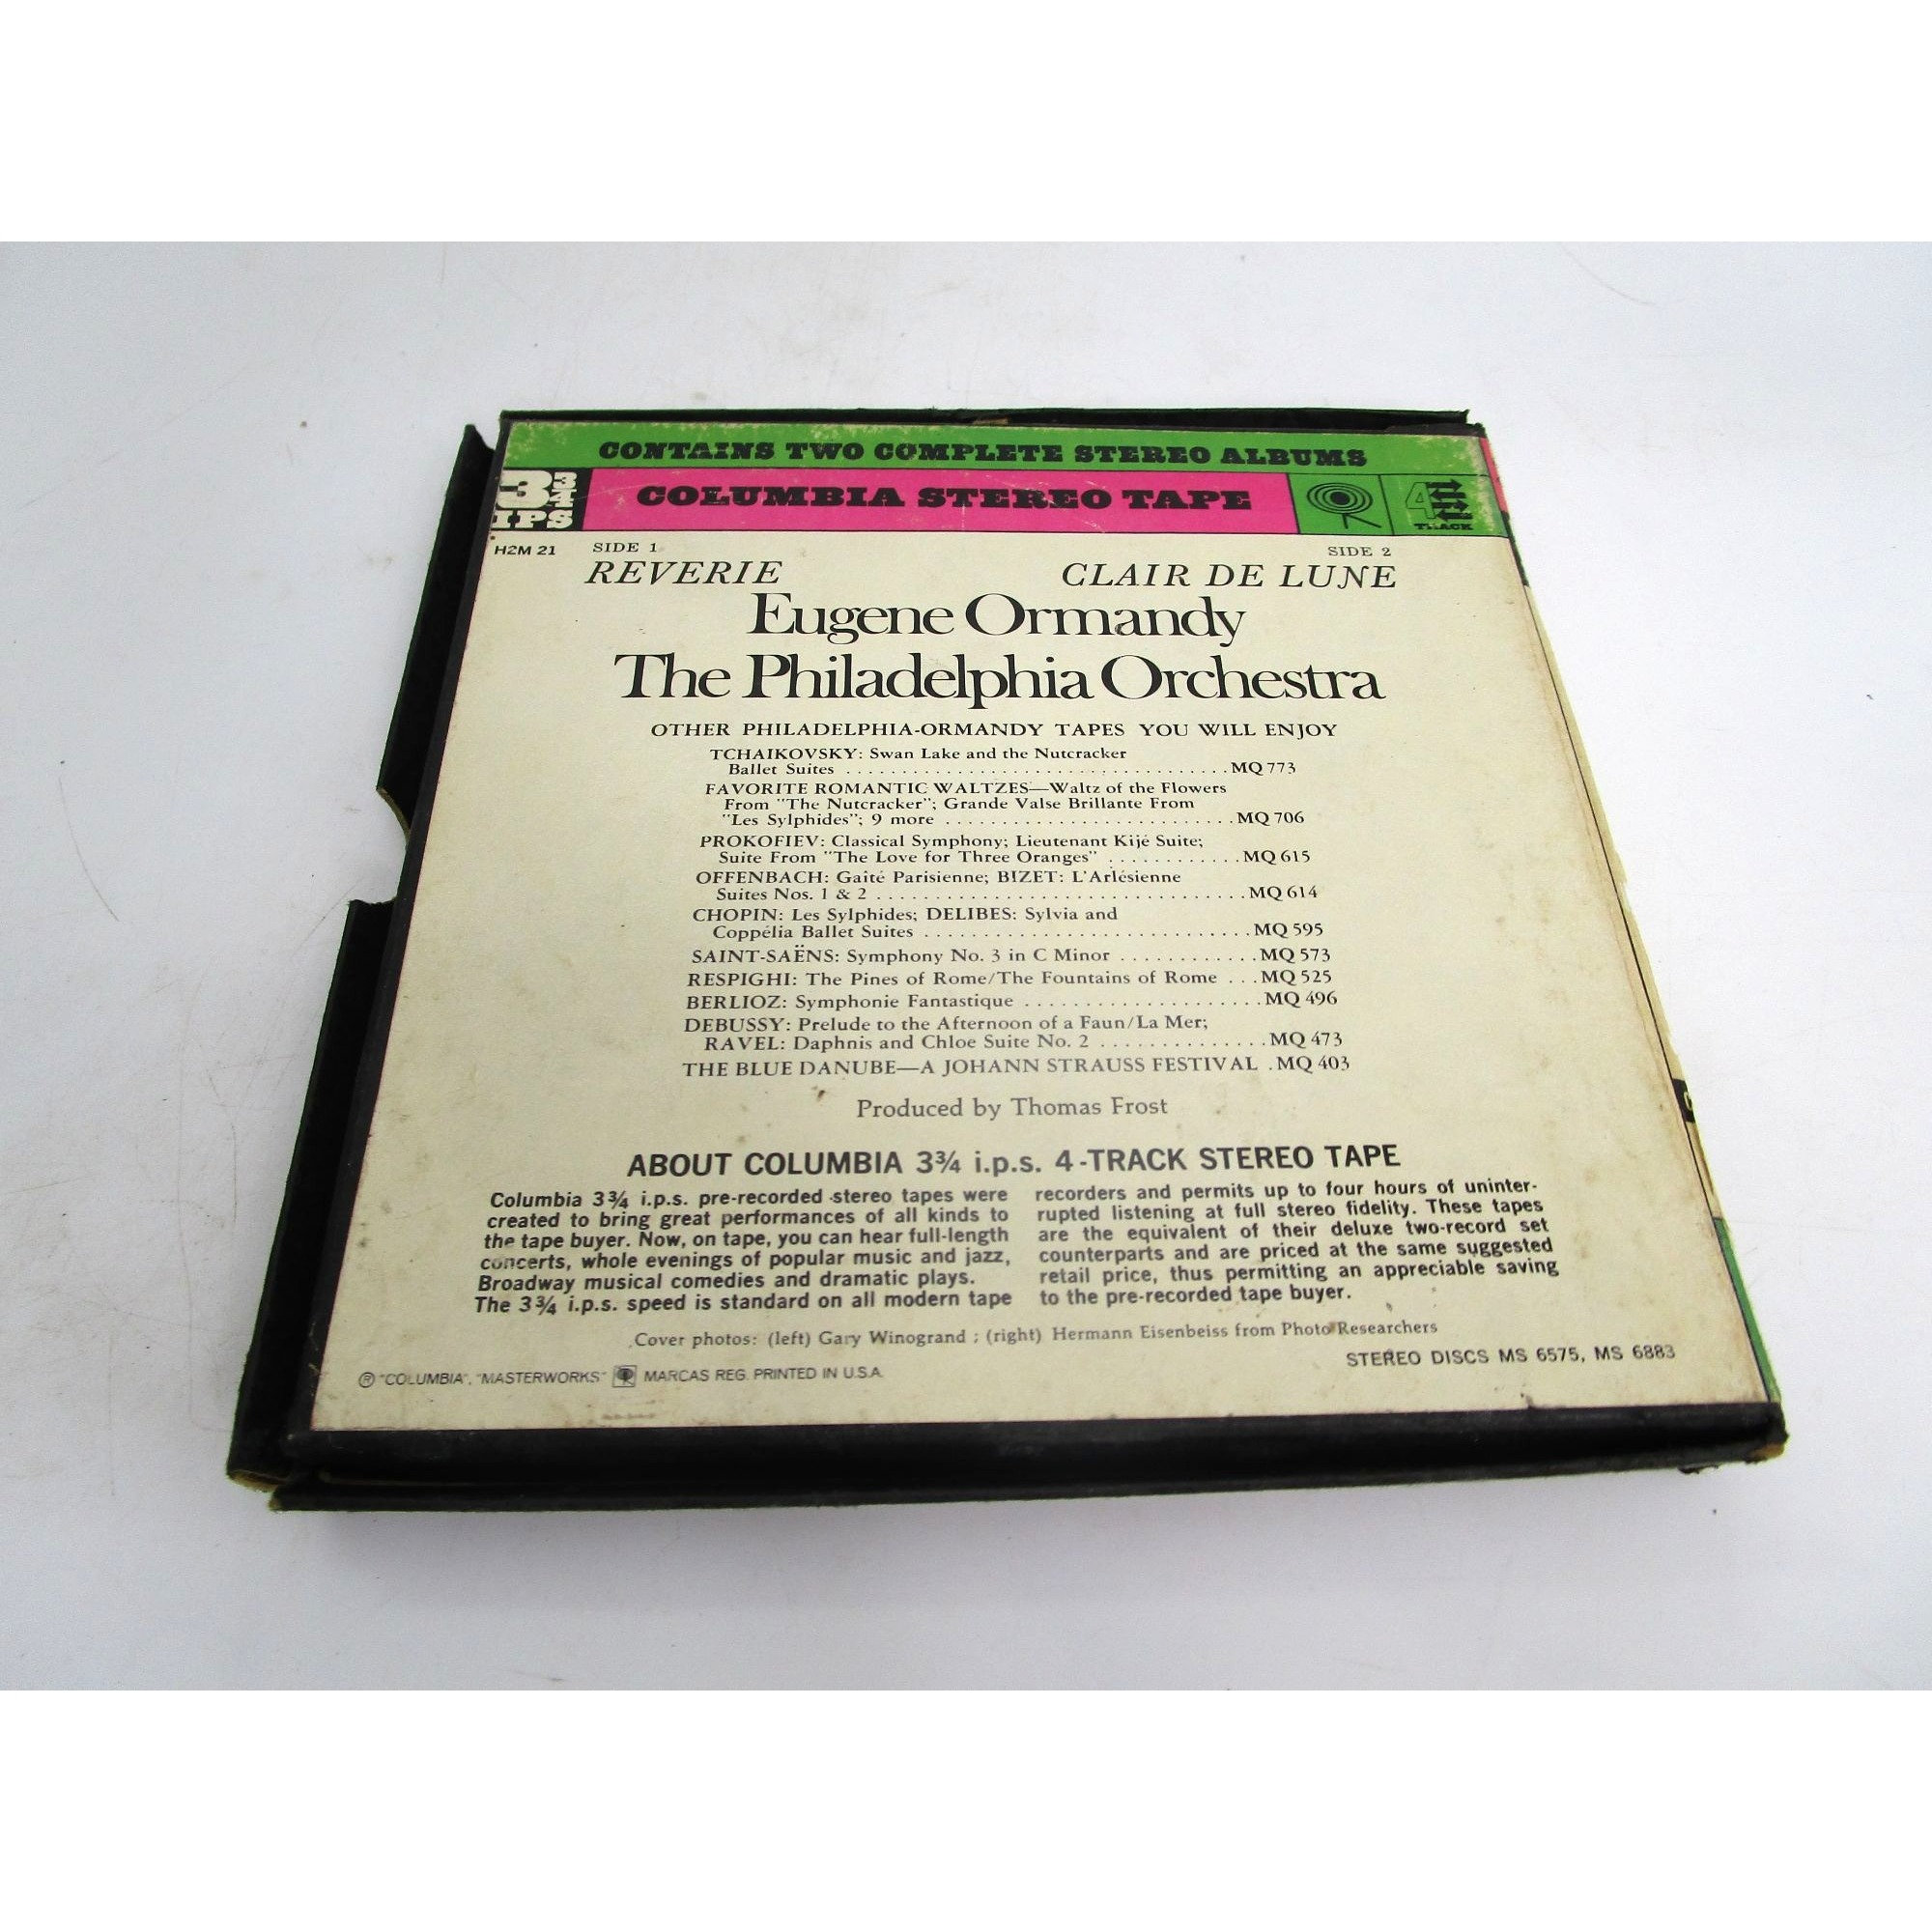 CONTAINS TWO COMPLETE STEREO ALBUMS
3 3/4 IPS
COLUMBIA STEREO TAPE
4 TRACK
H2M 21
SIDE 1
SIDE 2
REVERIE
CLAIR DE LUNE
Eugene Ormandy
The Philadelphia Orchestra
OTHER PHILADELPHIA-ORMANDY TAPES YOU WILL ENJOY
TCHAIKOVSKY: Swan Lake and the Nutcracker
Ballet Suites . . . . . . . . . . . . . . . . . . . . . . . . . . . . . . . . . . MQ 773
FAVORITE ROMANTIC WALTZES—Waltz of the Flowers
From "The Nutcracker"; Grande Valse Brillante From
"Les Sylphides"; 9 more . . . . . . . . . . . . . . . . . . . . . . . . . . MQ 706
PROKOFIEV: Classical Symphony; Lieutenant Kijé Suite;
Suite From "The Love for Three Oranges" . . . . . . . . . . . . MQ 615
OFFENBACH: Gaîté Parisienne; BIZET: L'Arlésienne
Suites Nos. 1 & 2 . . . . . . . . . . . . . . . . . . . . . . . . . . . . . . . . . MQ 614
CHOPIN: Les Sylphides; DELIBES: Sylvia and
Coppélia Ballet Suites . . . . . . . . . . . . . . . . . . . . . . . . . . . . . MQ 595
SAINT-SAËNS: Symphony No. 3 in C Minor . . . . . . . . . . . . MQ 573
RESPIGHI: The Pines of Rome/The Fountains of Rome . . . MQ 525
BERLIOZ: Symphonie Fantastique . . . . . . . . . . . . . . . . . . . . . MQ 496
DEBUSSY: Prelude to the Afternoon of a Faun/La Mer;
RAVEL: Daphnis and Chloe Suite No. 2 . . . . . . . . . . . . . . . MQ 473
THE BLUE DANUBE—A JOHANN STRAUSS FESTIVAL . MQ 403
Produced by Thomas Frost
ABOUT COLUMBIA 3¾ i.p.s. 4-TRACK STEREO TAPE
Columbia 3¾ i.p.s. pre-recorded stereo tapes were
created to bring great performances of all kinds to
the tape buyer. Now, on tape, you can hear full-length
concerts, whole evenings of popular music and jazz,
Broadway musical comedies and dramatic plays.
The 3¾ i.p.s. speed is standard on all modern tape
recorders and permits up to four hours of uninter-
rupted listening at full stereo fidelity. These tapes
are the equivalent of their deluxe two-record set
counterparts and are priced at the same suggested
retail price, thus permitting an appreciable saving
to the pre-recorded tape buyer.
Cover photos: (left) Gary Winogrand ; (right) Hermann Eisenbeiss from Photo Researchers
STEREO DISCS MS 6575, MS 6883
® "COLUMBIA", "MASTERWORKS" MARCAS REG. PRINTED IN U.S.A.